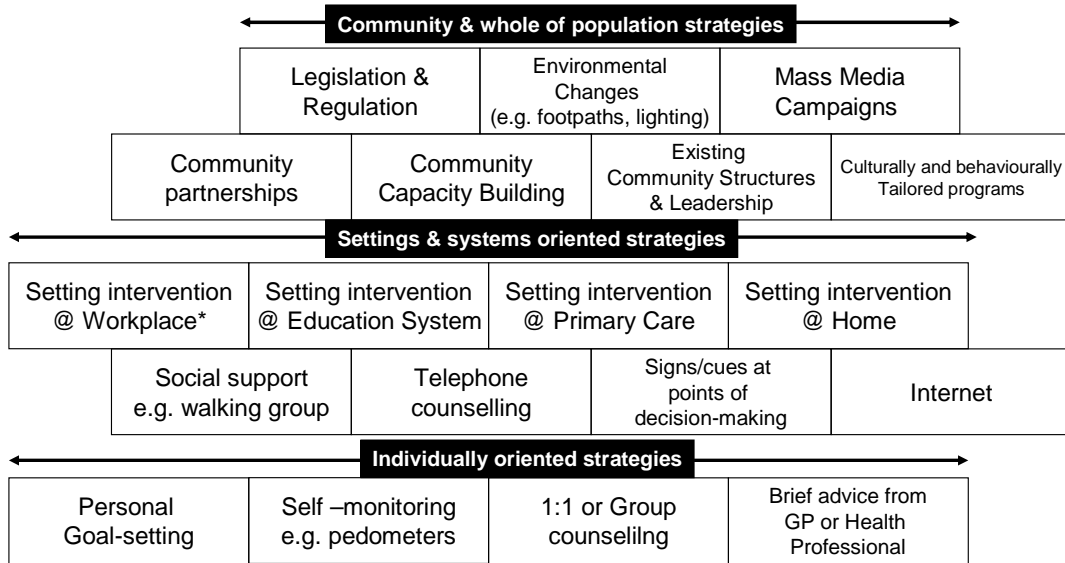 Community & whole of population strategies
Legislation &
Regulation
Environmental
Changes
(e.g. footpaths, lighting)
Mass Media
Campaigns
Community
partnerships
Community
Capacity Building
Existing
Community Structures
& Leadership
Culturally and behaviourally
Tailored programs
Settings & systems oriented strategies
Setting intervention
@ Workplace*
Setting intervention
@ Education System
Setting intervention
@ Primary Care
Setting intervention
@ Home
Social support
e.g. walking group
Telephone
counselling
Signs/cues at
points of
decision-making
Internet
Individually oriented strategies
Personal
Goal-setting
Self –monitoring
e.g. pedometers
1:1 or Group
counselilng
Brief advice from
GP or Health
Professional